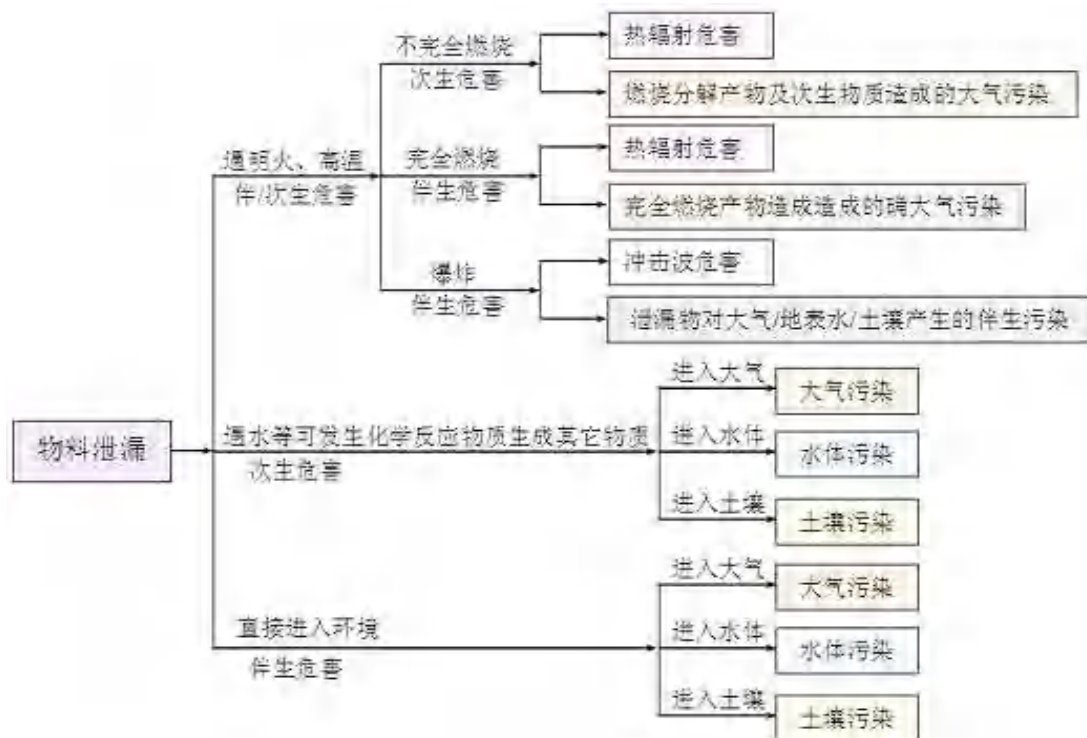 不完全燃烧
次生危害
热辐射危害
燃烧分解产物及次生物质造成的大气污染
遇明火、高温
伴/次生危害
完全燃烧
伴生危害
热辐射危害
完全燃烧产物造成造成的大气污染
爆炸
伴生危害
冲击波危害
泄漏物对大气/地表水/土壤产生的伴生污染
物料泄漏
遇水等可发生化学反应物质生成其它物质
次生危害
进入大气
大气污染
进入水体
水体污染
进入土壤
土壤污染
直接进入环境
伴生危害
进入大气
大气污染
进入水体
水体污染
进入土壤
土壤污染